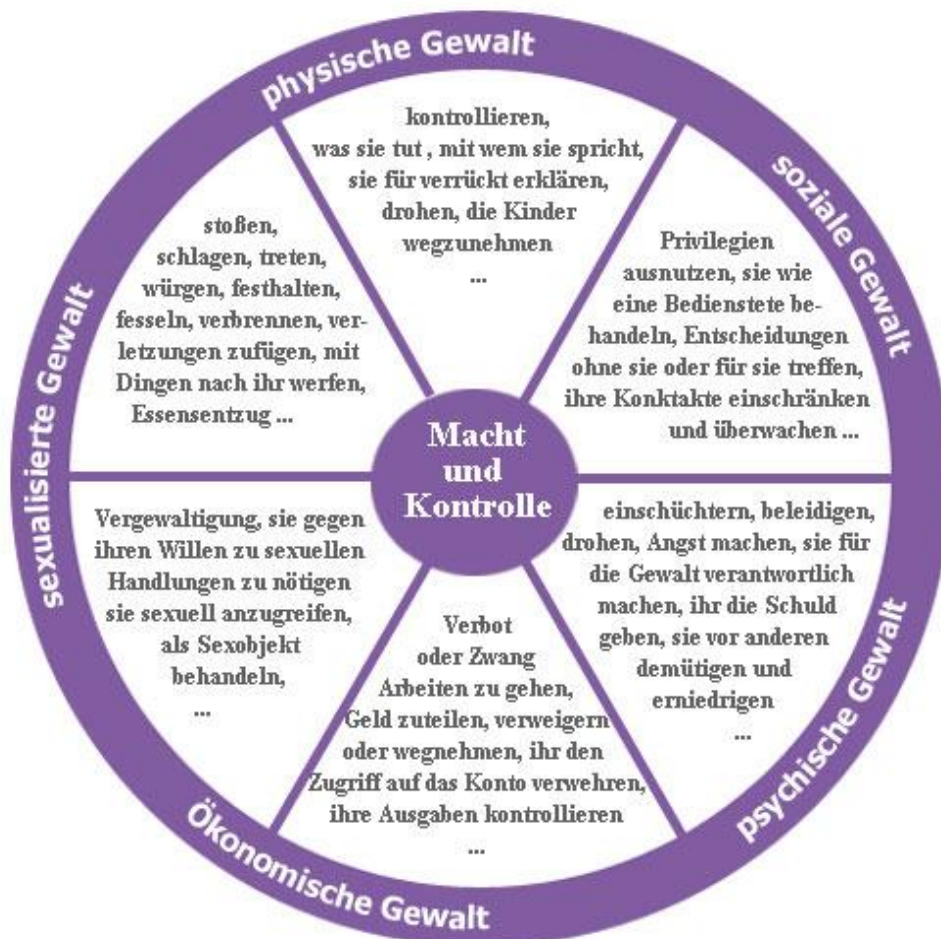 physische Gewalt
soziale Gewalt
psychische Gewalt
Ökonomische Gewalt
sexualisierte Gewalt
kontrollieren,
was sie tut , mit wem sie spricht,
sie für verrückt erklären,
drohen, die Kinder
wegzunehmen
...
Privilegien
ausnutzen, sie wie
eine Bedienstete be-
handeln, Entscheidungen
ohne sie oder für sie treffen,
ihre Konktakte einschränken
und überwachen ...
einschüchtern, beleidigen,
drohen, Angst machen, sie für
die Gewalt verantwortlich
machen, ihr die Schuld
geben, sie vor anderen
demütigen und
erniedrigen
...
Verbot
oder Zwang
Arbeiten zu gehen,
Geld zuteilen, verweigern
oder wegnehmen, ihr den
Zugriff auf das Konto verwehren,
ihre Ausgaben kontrollieren
...
Vergewaltigung, sie gegen
ihren Willen zu sexuellen
Handlungen zu nötigen
sie sexuell anzugreifen,
als Sexobjekt
behandeln,
...
stoßen,
schlagen, treten,
würgen, festhalten,
fesseln, verbrennen, ver-
letzungen zufügen, mit
Dingen nach ihr werfen,
Essensentzug ...
Macht
und
Kontrolle